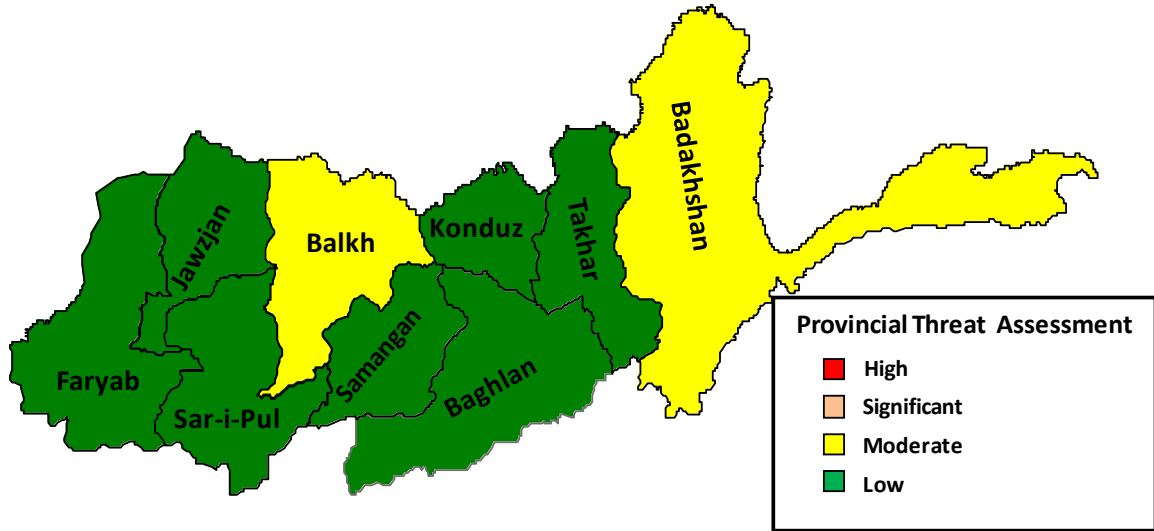 Badakhshan
Jawzjan
Balkh
Konduz
Takhar
Faryab
Sar-i-Pul
Samangan
Baghlan
Provincial Threat Assessment
High
Significant
Moderate
Low